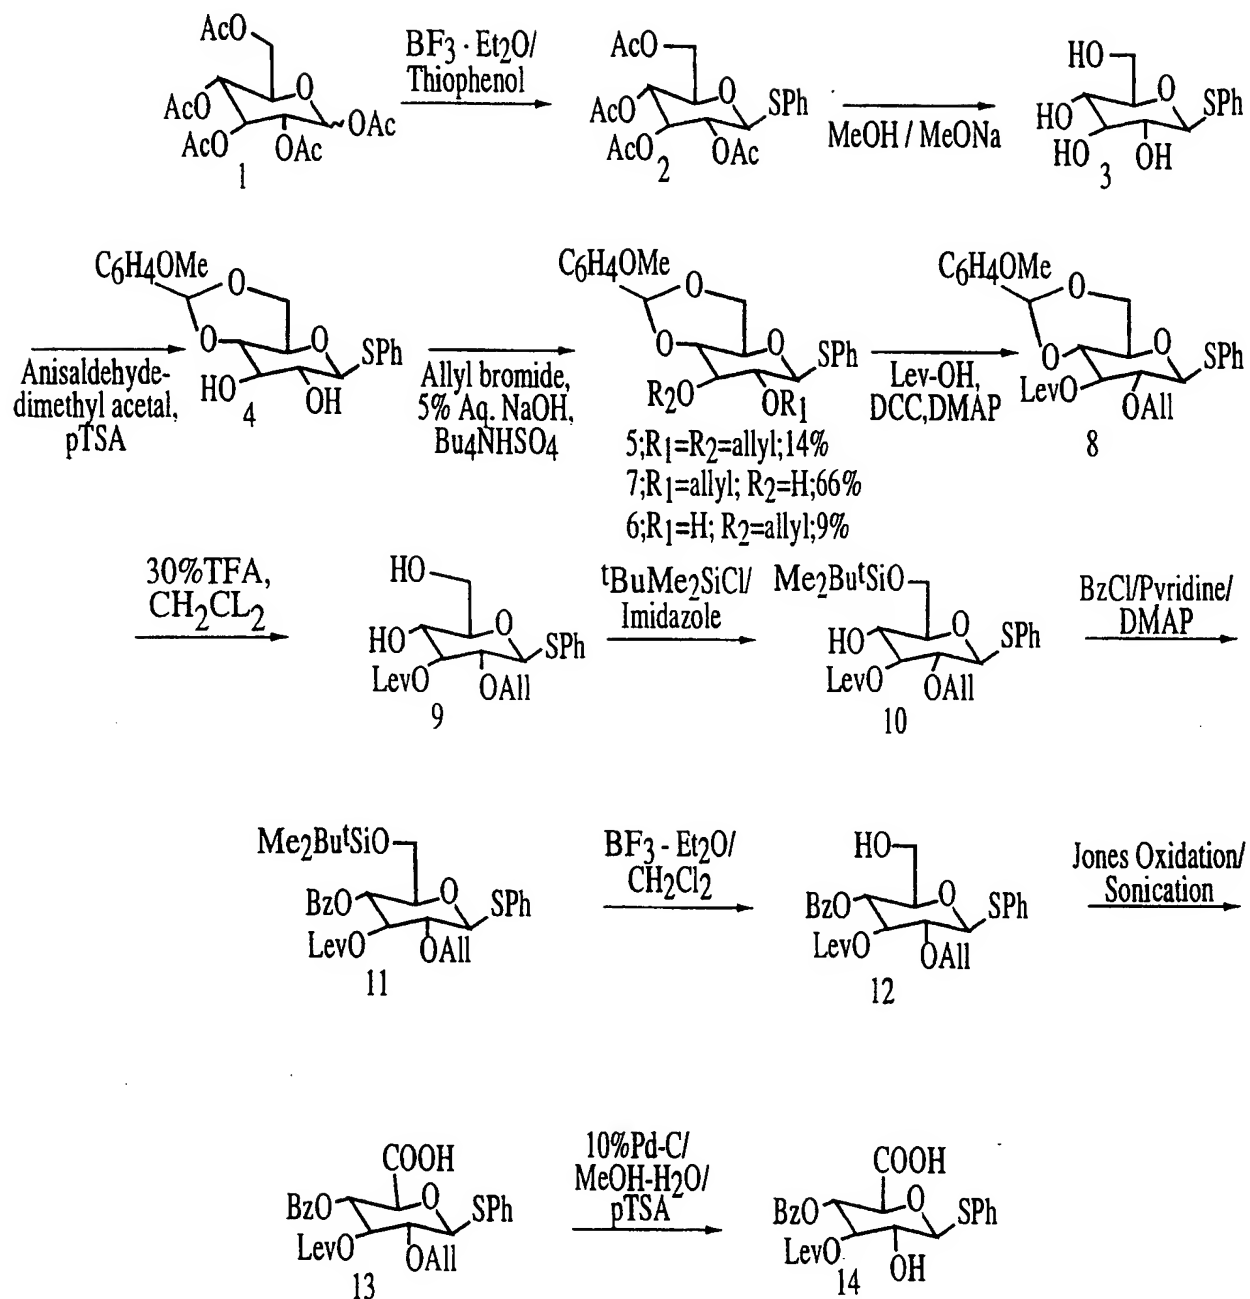 AcO
O
AcO
AcO
OAc
OAc
1
BF3 · Et2O/
Thiophenol
AcO
O
SPh
AcO
AcO
OAc
2
MeOH / MeONa
HO
O
SPh
HO
HO
OH
3
Anisaldehyde-
dimethyl acetal,
pTSA
C6H4OMe
O
O
O
SPh
HO
OH
4
Allyl bromide,
5% Aq. NaOH,
Bu4NHSO4
C6H4OMe
O
O
O
SPh
R2O
OR1
5;R1=R2=allyl;14%
7;R1=allyl; R2=H;66%
6;R1=H; R2=allyl;9%
Lev-OH,
DCC,DMAP
C6H4OMe
O
O
O
SPh
LevO
OAll
8
30%TFA,
CH2CL2
HO
O
SPh
HO
LevO
OAll
9
tBuMe2SiCl/
Imidazole
Me2ButSiO
O
SPh
HO
LevO
OAll
10
BzCl/Pyridine/
DMAP
Me2ButSiO
O
SPh
BzO
LevO
OAll
11
BF3 - Et2O/
CH2Cl2
HO
O
SPh
BzO
LevO
OAll
12
Jones Oxidation/
Sonication
COOH
O
SPh
BzO
LevO
OAll
13
10%Pd-C/
MeOH-H2O/
pTSA
COOH
O
SPh
BzO
LevO
OH
14